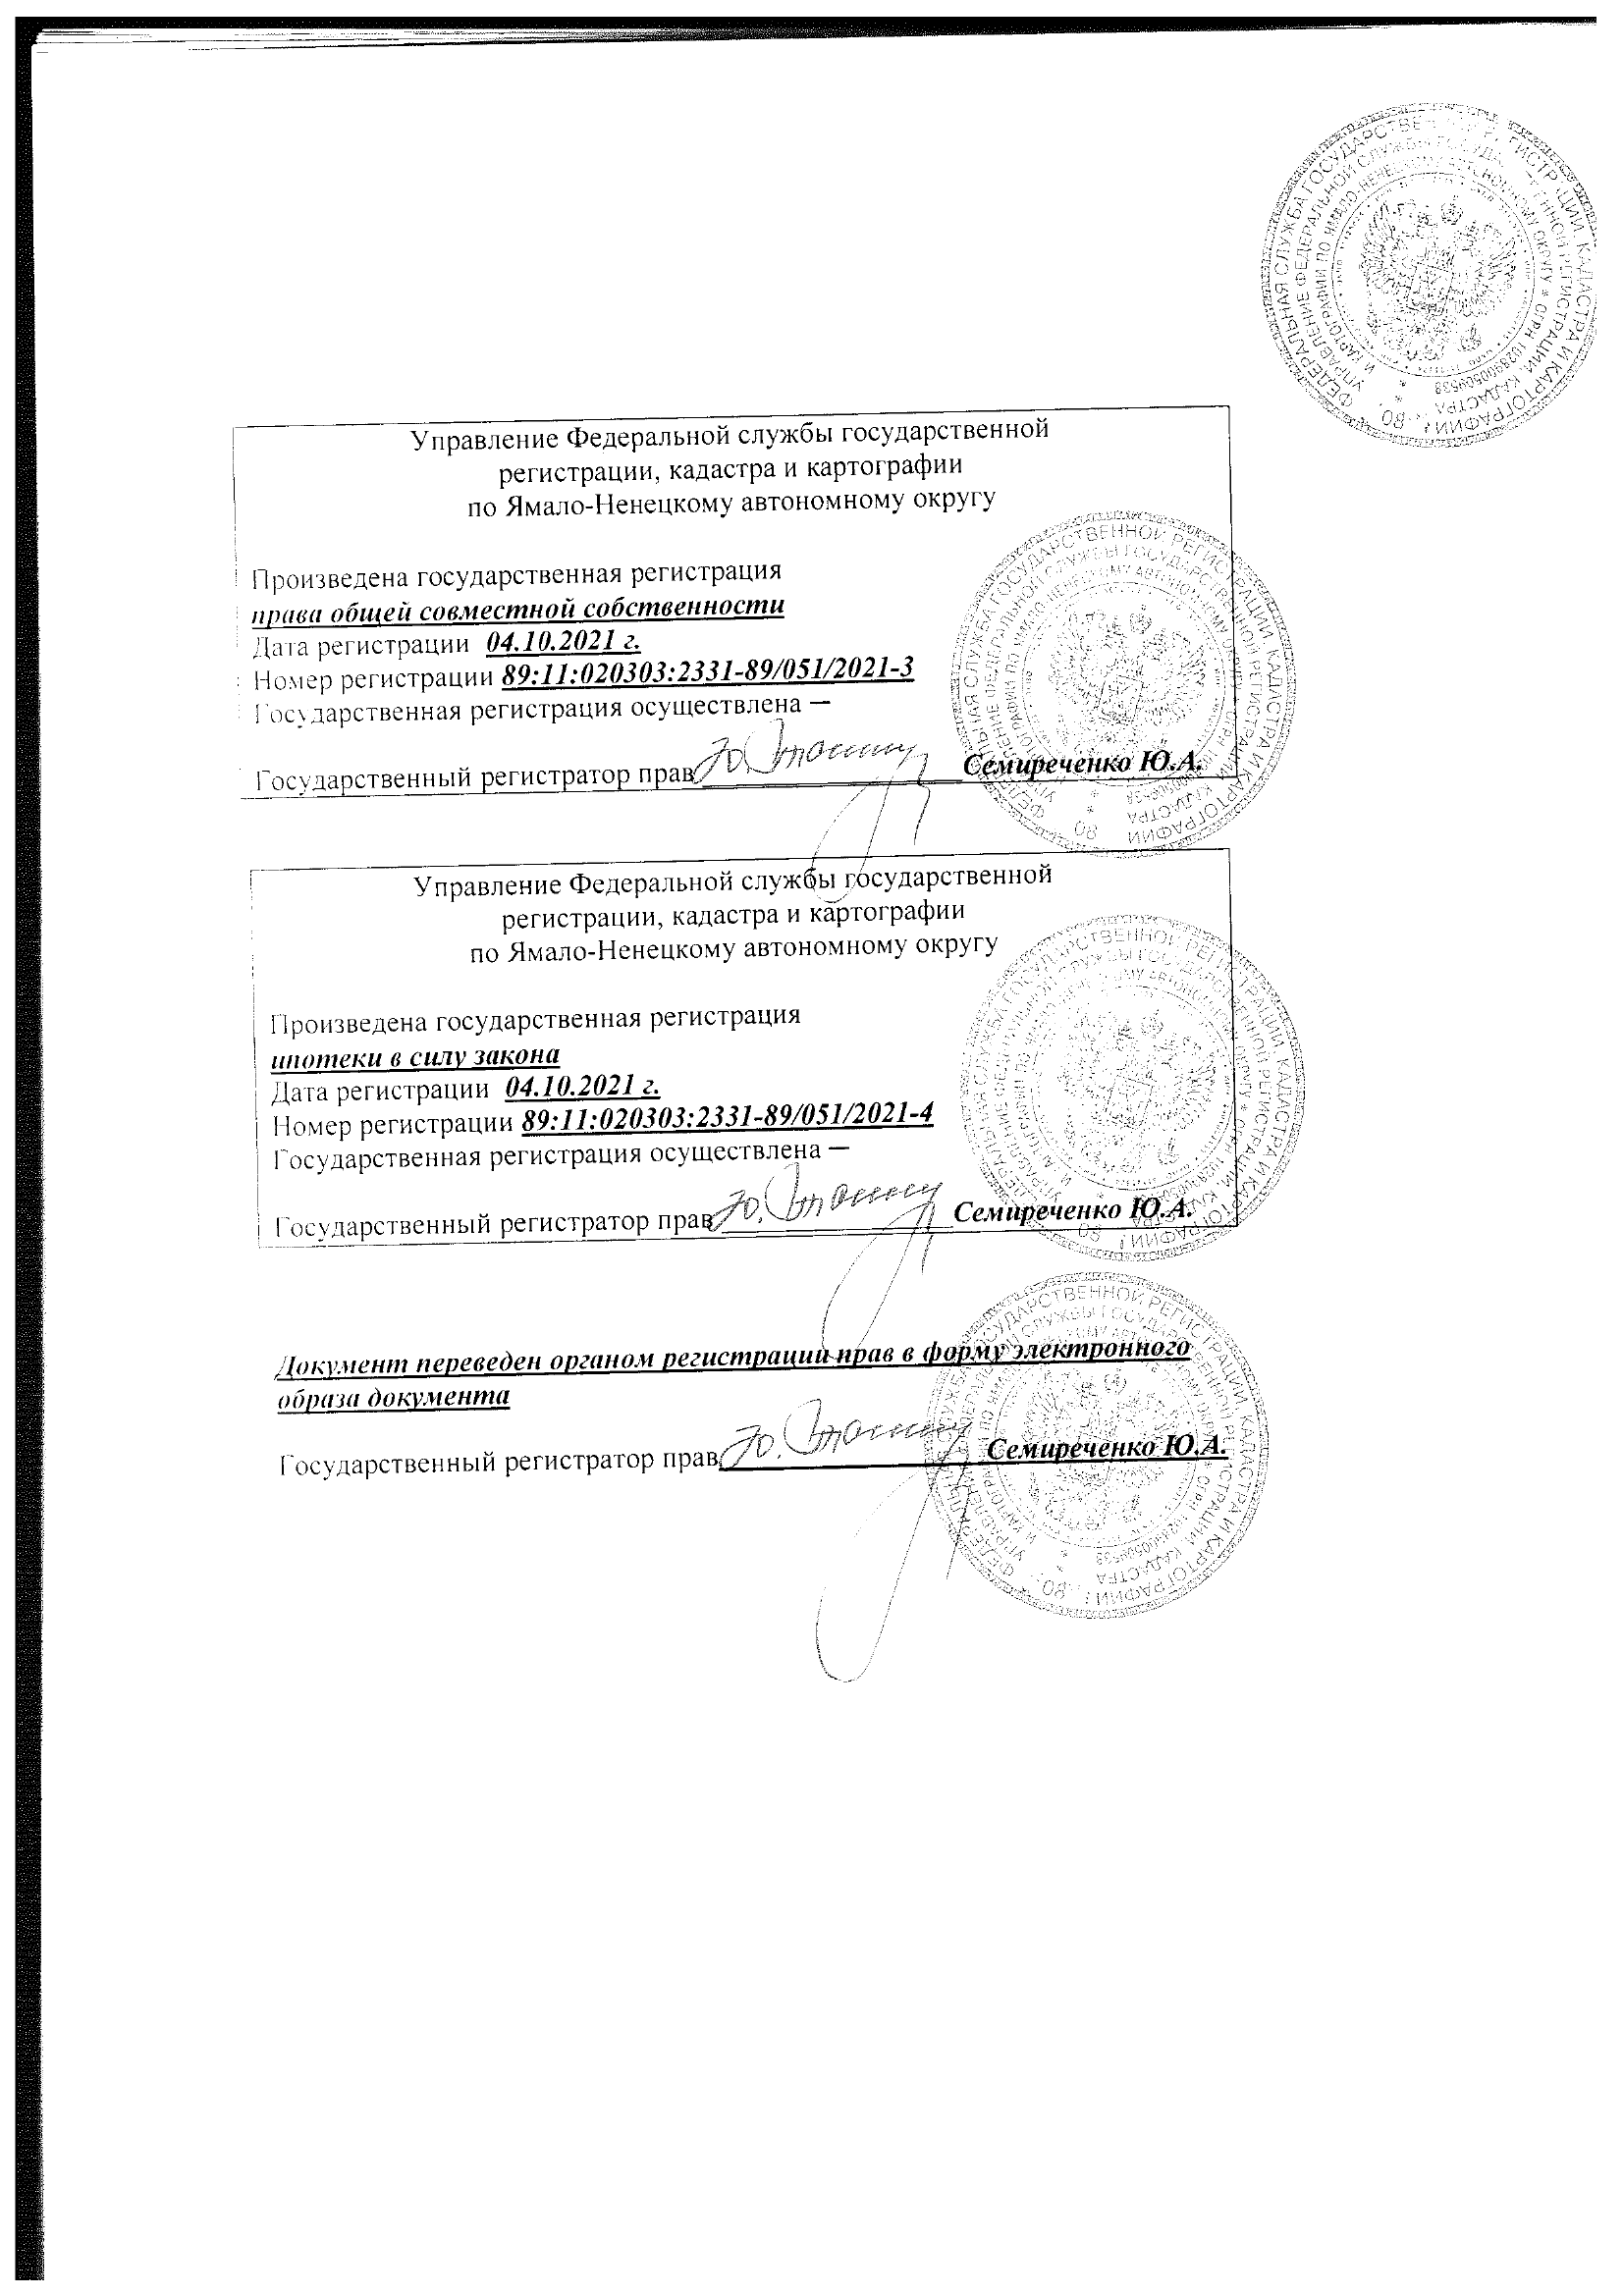 Управление Федеральной службы государственной
регистрации, кадастра и картографии
по Ямало-Ненецкому автономному округу
Произведена государственная регистрация
права общей совместной собственности
Дата регистрации 04.10.2021 г.
Номер регистрации 89:11:020303:2331-89/051/2021-3
Государственная регистрация осуществлена —
Государственный регистратор прав Семиреченко Ю.А.
Управление Федеральной службы государственной
регистрации, кадастра и картографии
по Ямало-Ненецкому автономному округу
Произведена государственная регистрация
ипотеки в силу закона
Дата регистрации 04.10.2021 г.
Номер регистрации 89:11:020303:2331-89/051/2021-4
Государственная регистрация осуществлена —
Государственный регистратор прав Семиреченко Ю.А.
Документ переведен органом регистрации прав в форму электронного
образа документа
Государственный регистратор прав Семиреченко Ю.А.